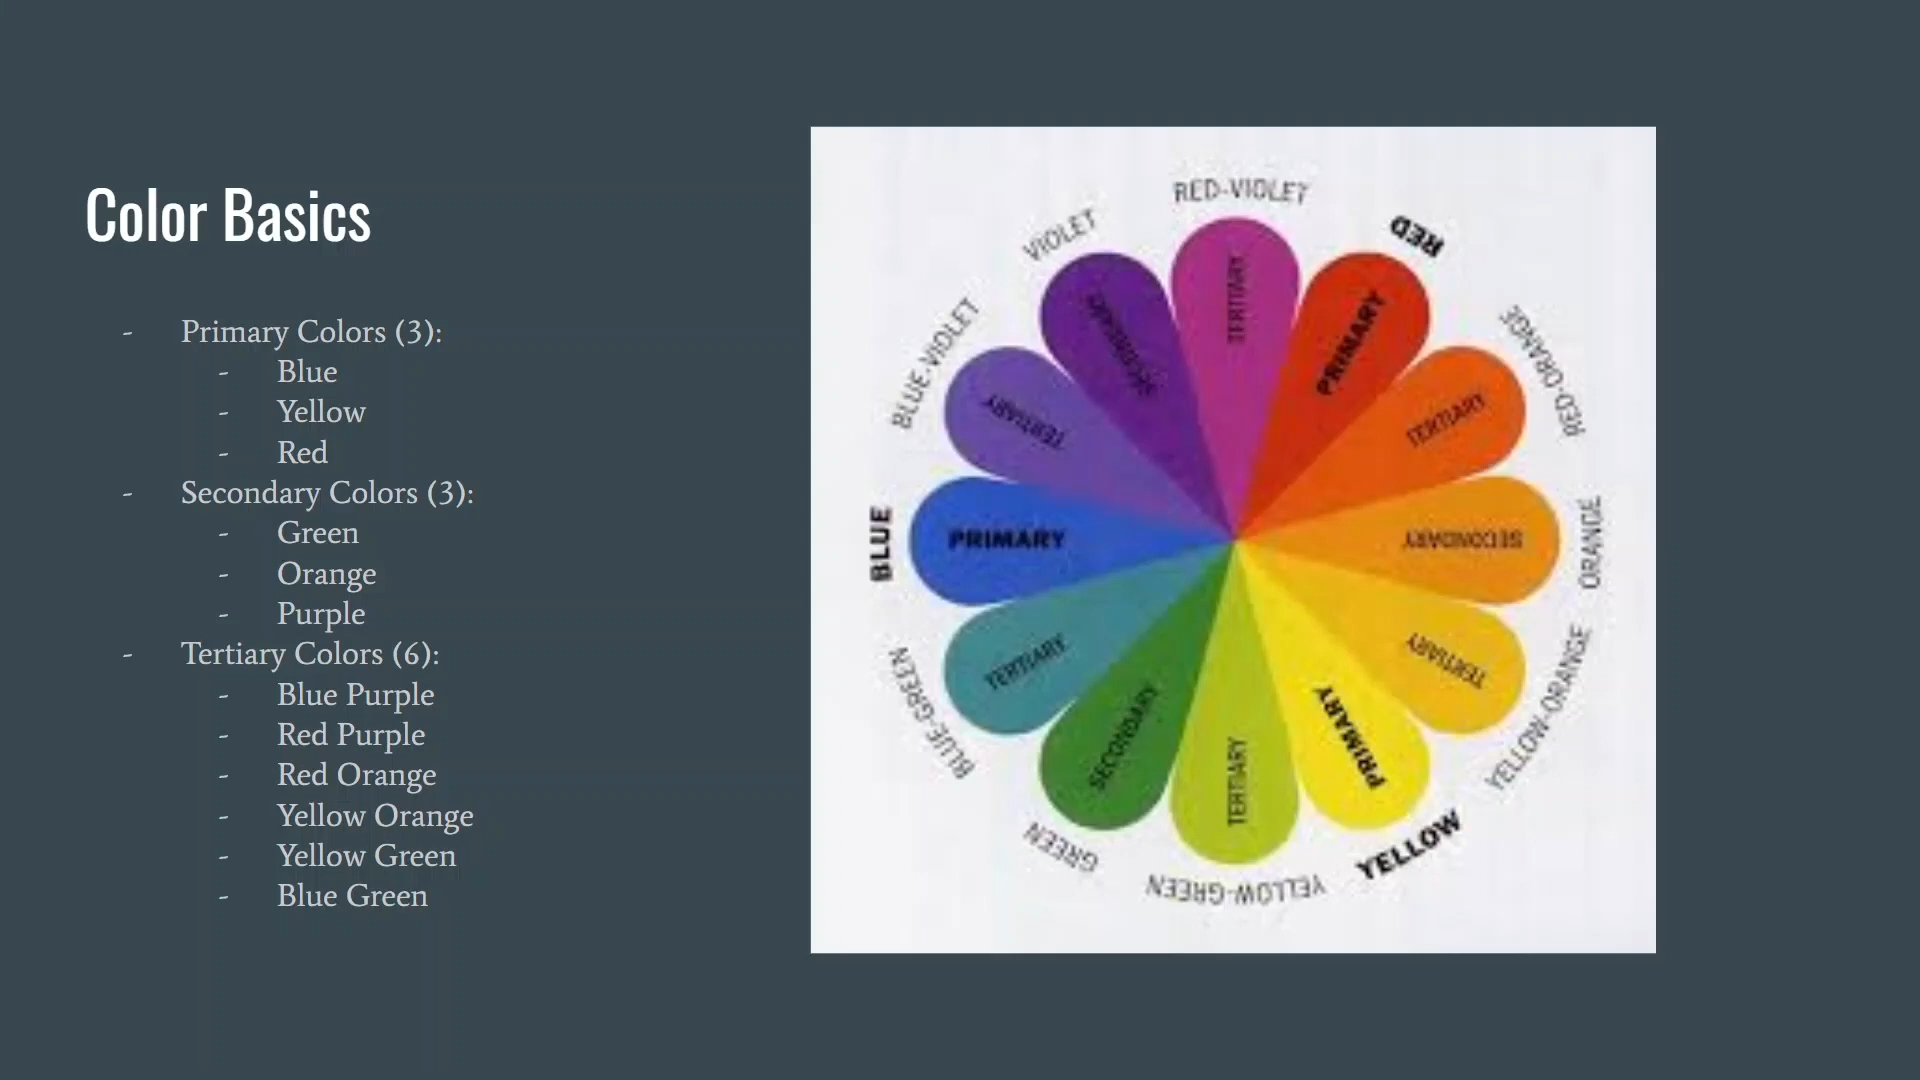 Color Basics
- Primary Colors (3):
- Blue
- Yellow
- Red
- Secondary Colors (3):
- Green
- Orange
- Purple
- Tertiary Colors (6):
- Blue Purple
- Red Purple
- Red Orange
- Yellow Orange
- Yellow Green
- Blue Green
RED-VIOLET
TERTIARY
RED
PRIMARY
RED-ORANGE
TERTIARY
ORANGE
SECONDARY
YELLOW-ORANGE
TERTIARY
YELLOW
PRIMARY
YELLOW-GREEN
TERTIARY
GREEN
SECONDARY
BLUE-GREEN
TERTIARY
BLUE
PRIMARY
BLUE-VIOLET
TERTIARY
VIOLET
SECONDARY